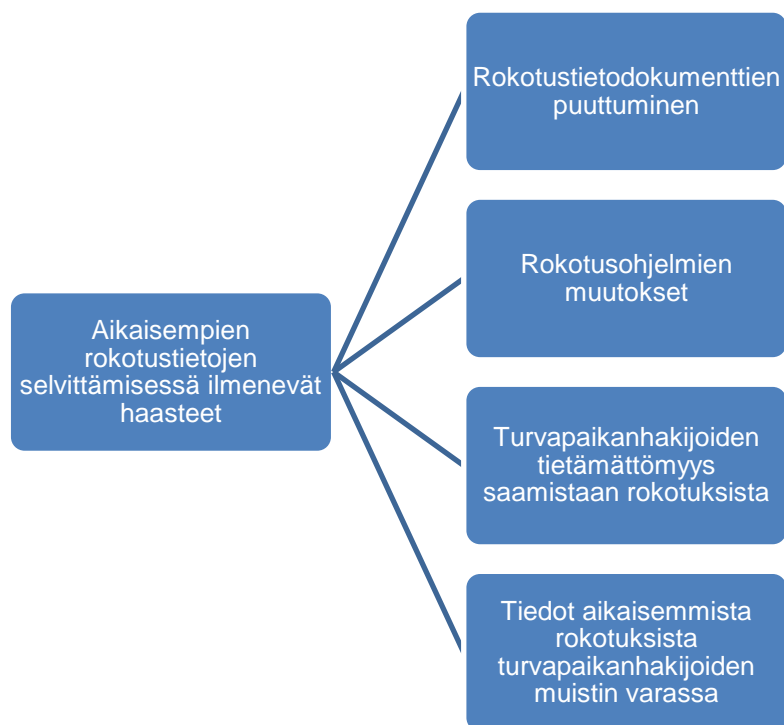 Rokotustietodokumenttien
puuttuminen
Rokotusohjelmien
muutokset
Aikaisempien
rokotustietojen
selvittämisessä ilmenevät
haasteet
Turvapaikanhakijoiden
tietämättömyys
saamistaan rokotuksista
Tiedot aikaisemmista
rokotuksista
turvapaikanhakijoiden
muistin varassa